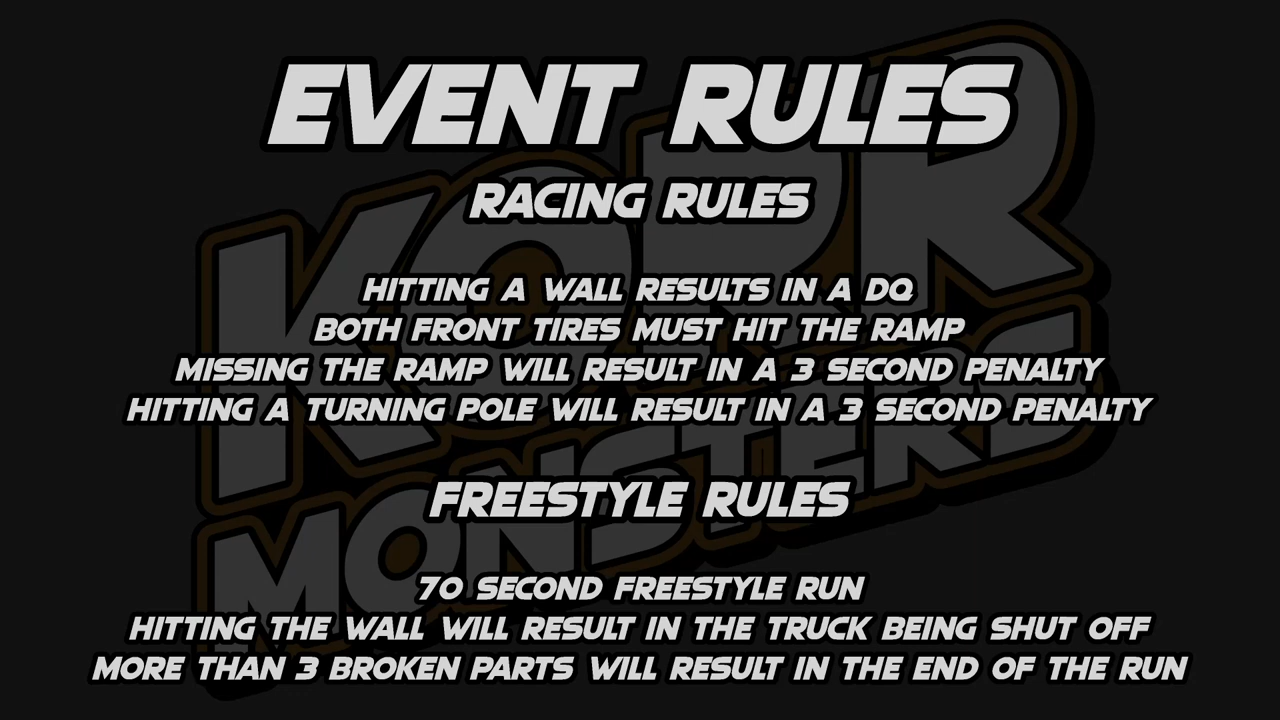 EVENT RULES
RACING RULES
HITTING A WALL RESULTS IN A DQ
BOTH FRONT TIRES MUST HIT THE RAMP
MISSING THE RAMP WILL RESULT IN A 3 SECOND PENALTY
HITTING A TURNING POLE WILL RESULT IN A 3 SECOND PENALTY
FREESTYLE RULES
70 SECOND FREESTYLE RUN
HITTING THE WALL WILL RESULT IN THE TRUCK BEING SHUT OFF
MORE THAN 3 BROKEN PARTS WILL RESULT IN THE END OF THE RUN
MONSTERS